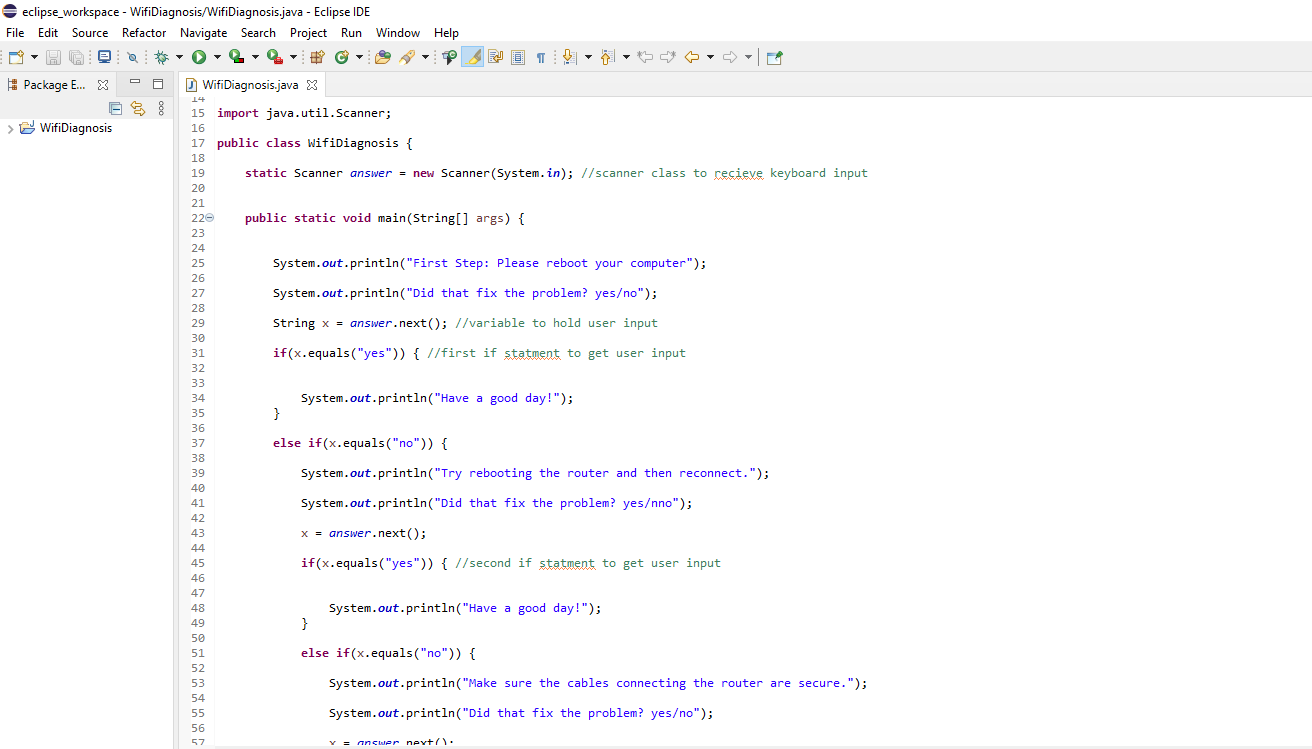 eclipse_workspace - WifiDiagnosis/WifiDiagnosis.java - Eclipse IDE
File Edit Source Refactor Navigate Search Project Run Window Help
Package E... WifiDiagnosis.java
WifiDiagnosis
14
15 import java.util.Scanner;
16
17 public class WifiDiagnosis {
18
19 static Scanner answer = new Scanner(System.in); //scanner class to recieve keyboard input
20
21
22 public static void main(String[] args) {
23
24
25 System.out.println("First Step: Please reboot your computer");
26
27 System.out.println("Did that fix the problem? yes/no");
28
29 String x = answer.next(); //variable to hold user input
30
31 if(x.equals("yes")) { //first if statment to get user input
32
33
34 System.out.println("Have a good day!");
35 }
36
37 else if(x.equals("no")) {
38
39 System.out.println("Try rebooting the router and then reconnect.");
40
41 System.out.println("Did that fix the problem? yes/nno");
42
43 x = answer.next();
44
45 if(x.equals("yes")) { //second if statment to get user input
46
47
48 System.out.println("Have a good day!");
49 }
50
51 else if(x.equals("no")) {
52
53 System.out.println("Make sure the cables connecting the router are secure.");
54
55 System.out.println("Did that fix the problem? yes/no");
56
57 x = answer.next();